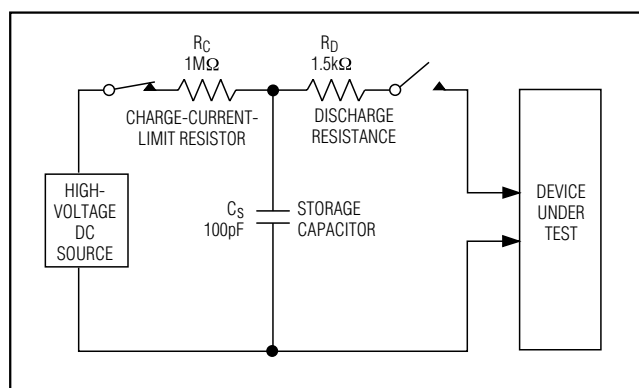 RC
1MΩ
CHARGE-CURRENT-
LIMIT RESISTOR
RD
1.5kΩ
DISCHARGE
RESISTANCE
HIGH-
VOLTAGE
DC
SOURCE
CS
100pF
STORAGE
CAPACITOR
DEVICE
UNDER
TEST